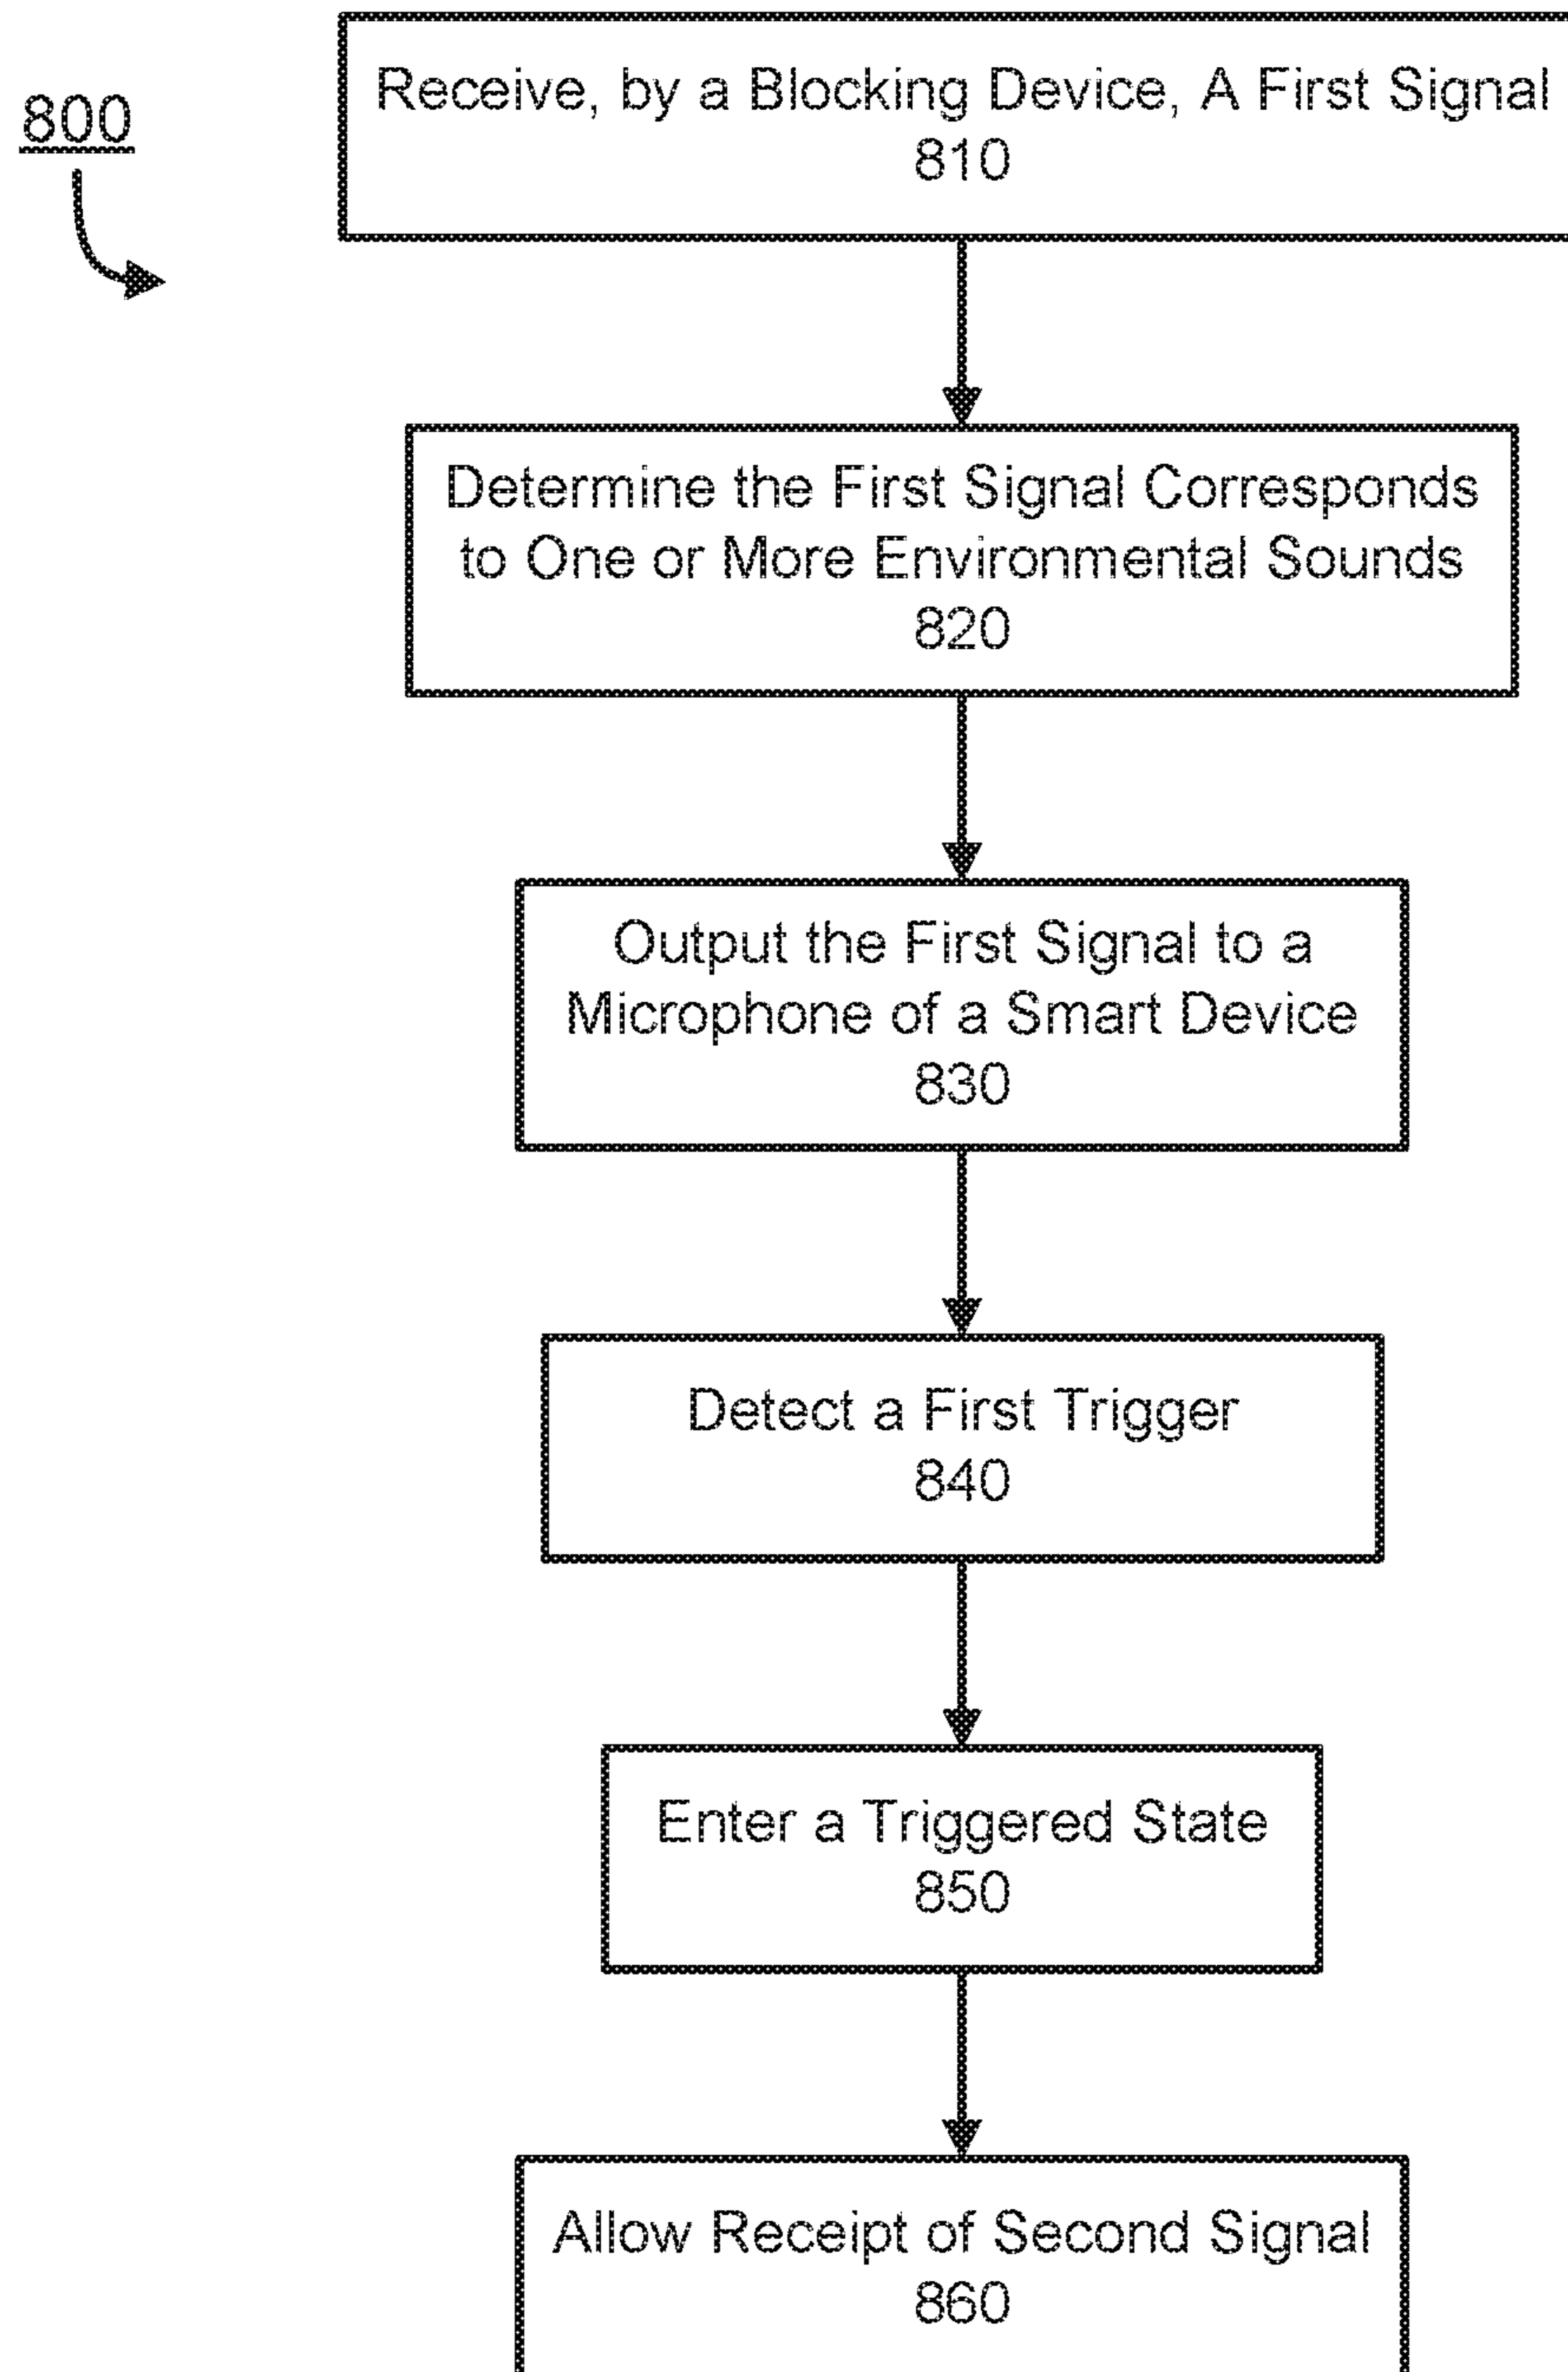 800
Receive, by a Blocking Device, A First Signal
810
Determine the First Signal Corresponds
to One or More Environmental Sounds
820
Output the First Signal to a
Microphone of a Smart Device
830
Detect a First Trigger
840
Enter a Triggered State
850
Allow Receipt of Second Signal
860